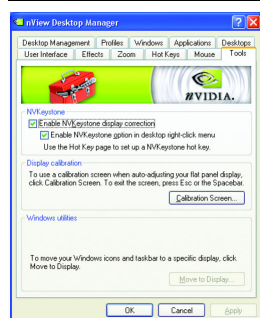 nView Desktop Manager
Desktop Management Profiles Windows Applications Desktops
User Interface Effects Zoom Hot Keys Mouse Tools
NVIDIA.
NVKeystone
Enable NVKeystone display correction
Enable NVKeystone option in desktop right-click menu
Use the Hot Key page to set up a NVKeystone hot key.
Display calibration
To use a calibration screen when auto-adjusting your flat panel display,
click Calibration Screen. To exit the screen, press Esc or the Spacebar.
Calibration Screen...
Windows utilities
To move your Windows icons and taskbar to a specific display, click
Move to Display.
Move to Display...
OK Cancel Apply